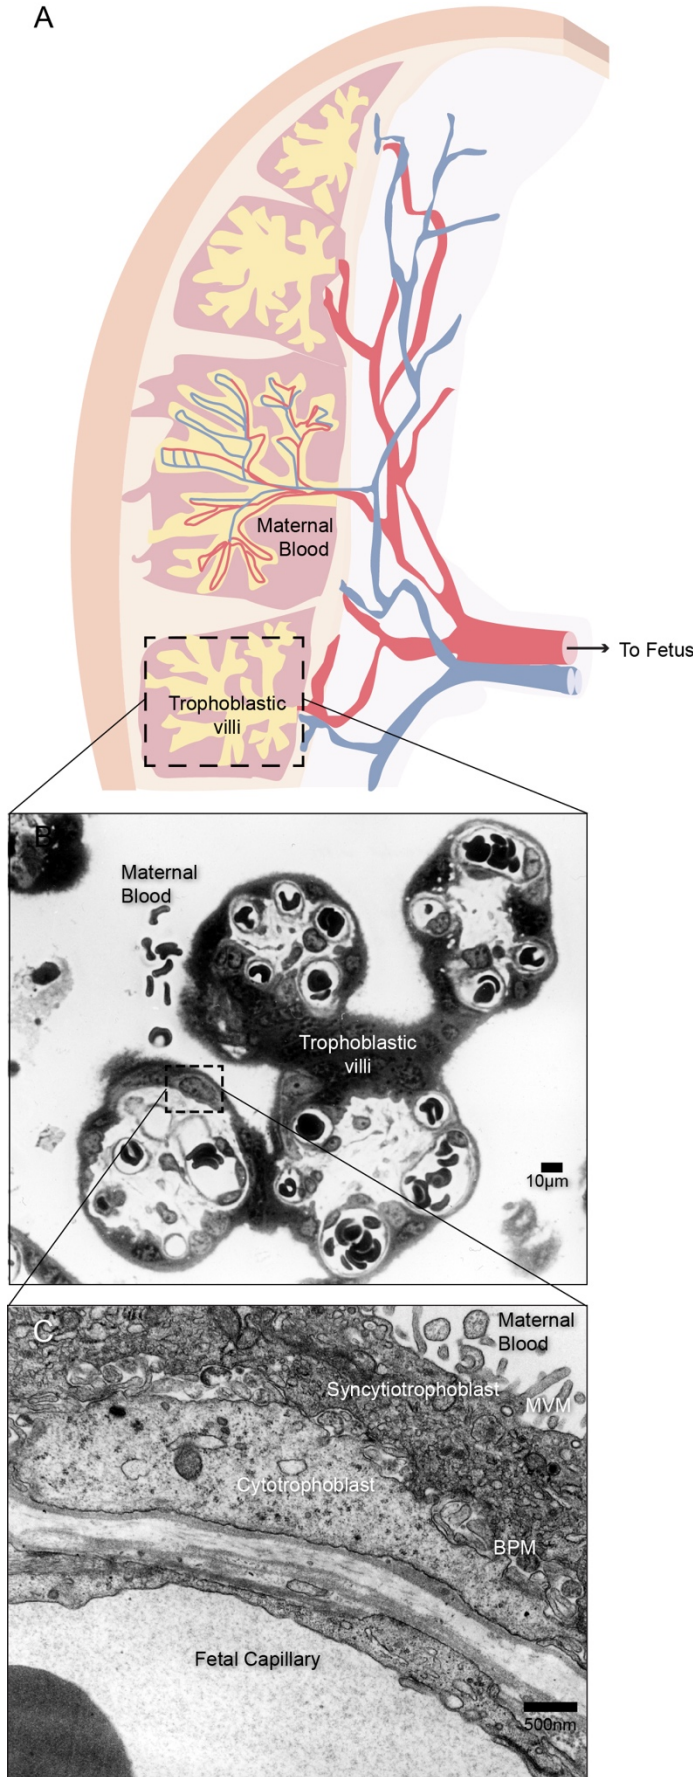 A
Maternal
Blood
To Fetus
Trophoblastic
villi
B
Maternal
Blood
Trophoblastic
villi
10µm
C
Maternal
Blood
Syncytiotrophoblast
MVM
Cytotrophoblast
BPM
Fetal Capillary
500nm